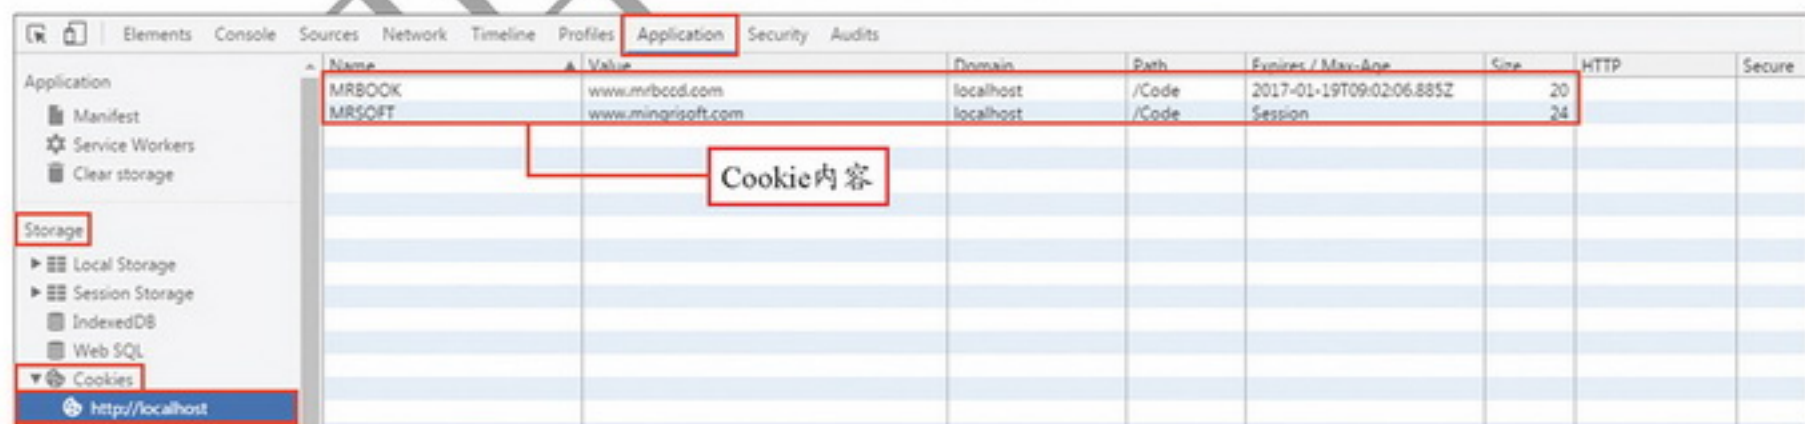 Elements Console Sources Network Timeline Profiles Application Security Audits
Application
Manifest
Service Workers
Clear storage
Storage
Local Storage
Session Storage
IndexedDB
Web SQL
Cookies
http://localhost
Name Value Domain Path Expires / Max-Age Size HTTP Secure
MRBOOK www.mrbccd.com localhost /Code 2017-01-19T09:02:06.885Z 20
MRSOFT www.mingrisoft.com localhost /Code Session 24
Cookie内容